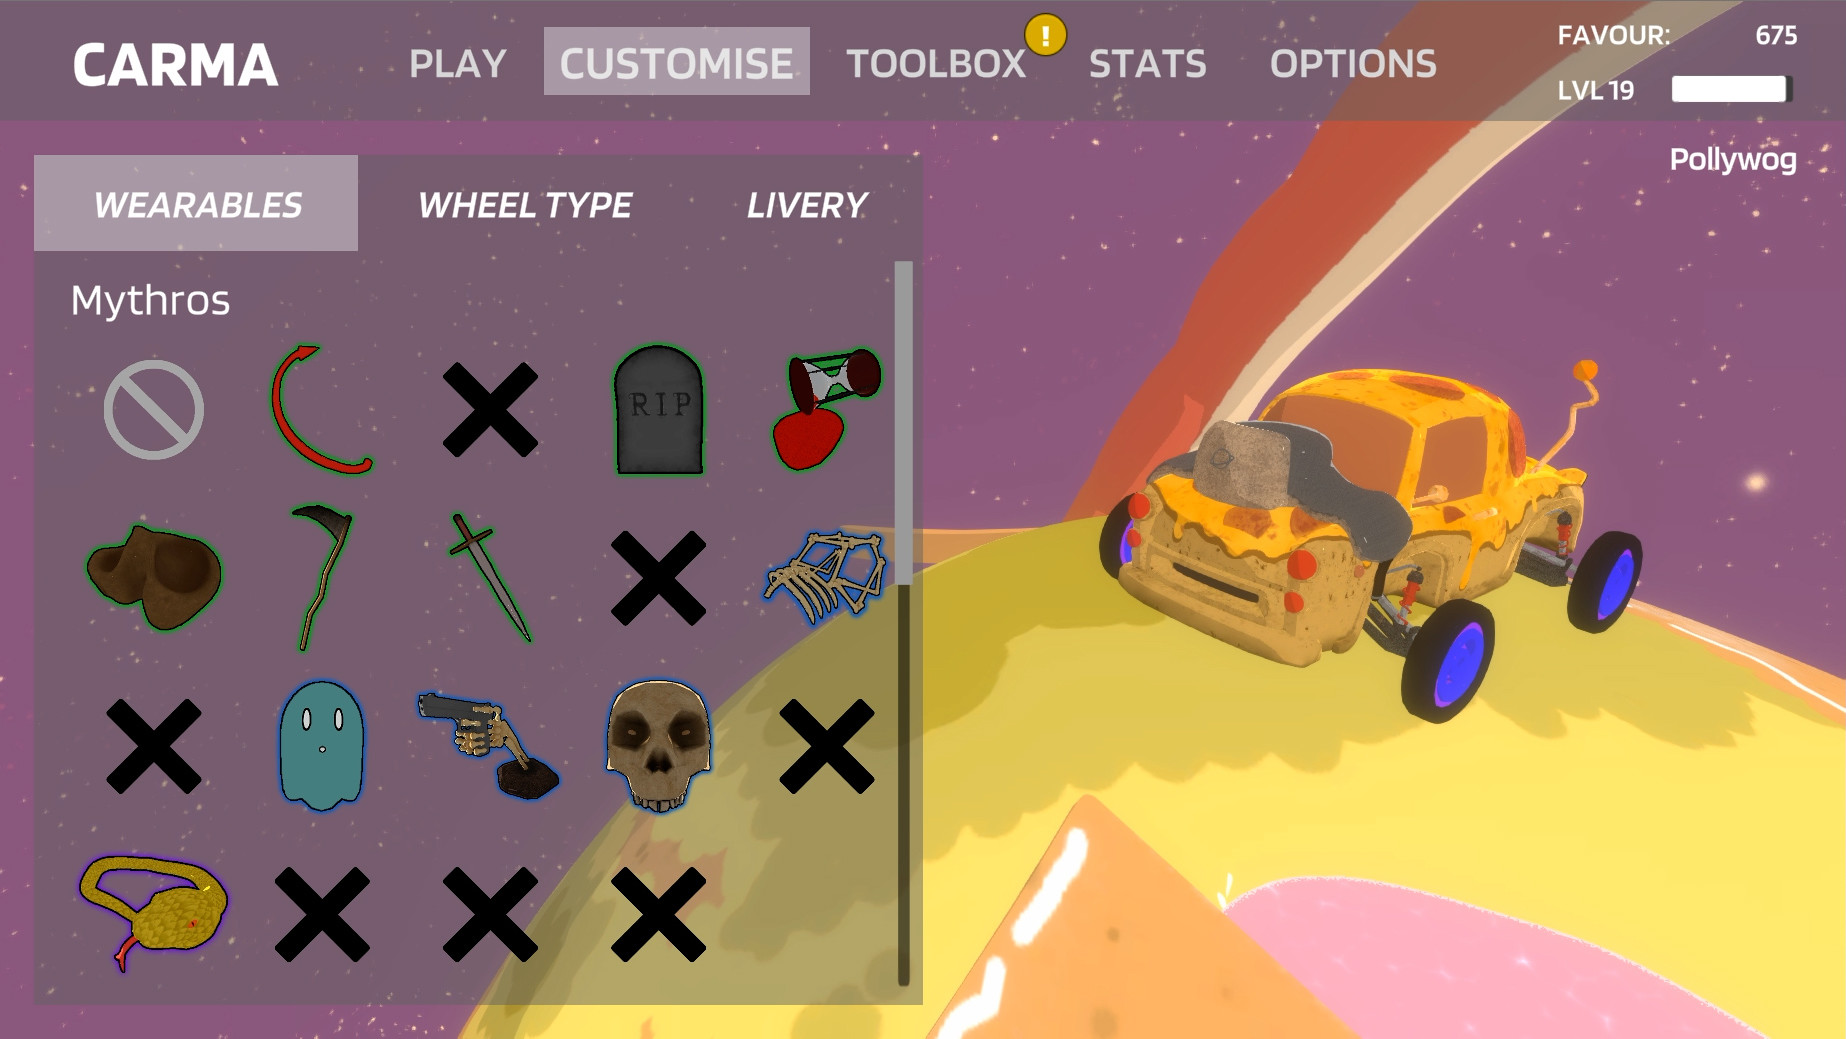 CARMA
PLAY
CUSTOMISE
TOOLBOX
!
STATS
OPTIONS
FAVOUR: 675
LVL 19
Pollywog
WEARABLES
WHEEL TYPE
LIVERY
Mythros
RIP